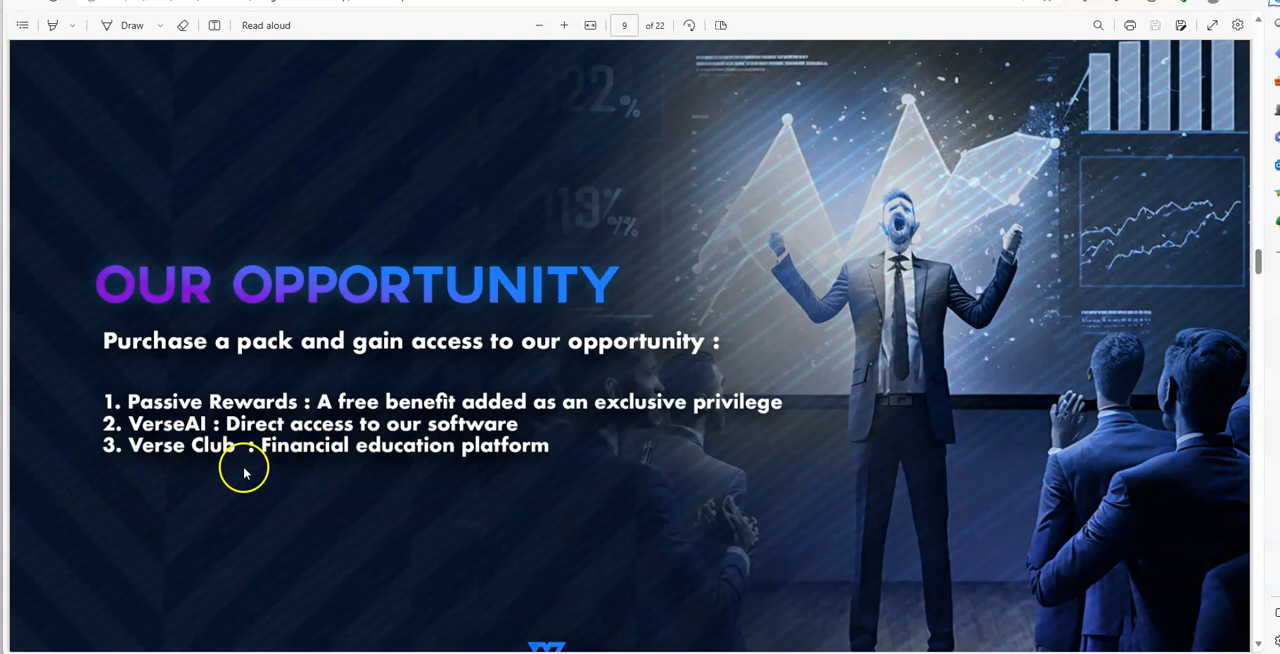 Draw
Read aloud
9
of 22
22%
OUR OPPORTUNITY
Purchase a pack and gain access to our opportunity :
1. Passive Rewards : A free benefit added as an exclusive privilege
2. VerseAI : Direct access to our software
3. Verse Club : Financial education platform